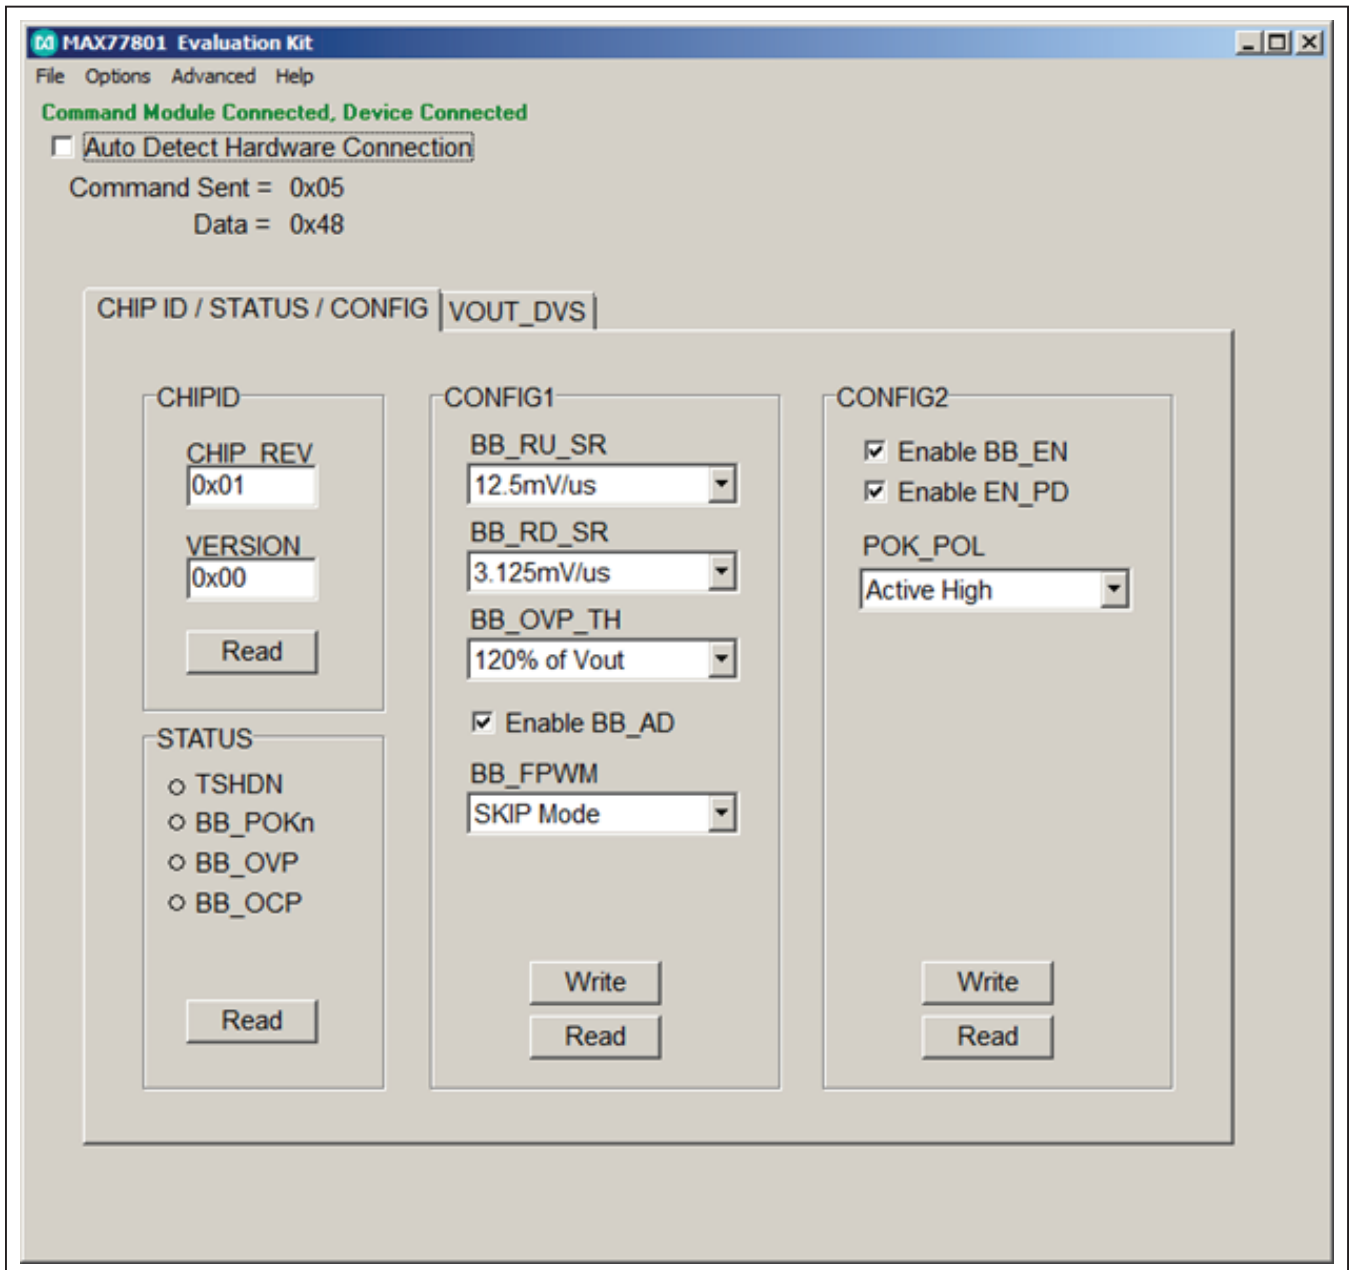 MAX77801 Evaluation Kit
File Options Advanced Help
Command Module Connected, Device Connected
Auto Detect Hardware Connection
Command Sent = 0x05
Data = 0x48
CHIP ID / STATUS / CONFIG VOUT_DVS
CHIPID
CHIP_REV
0x01
VERSION
0x00
Read
STATUS
TSHDN
BB_POKn
BB_OVP
BB_OCP
Read
CONFIG1
BB_RU_SR
12.5mV/us
BB_RD_SR
3.125mV/us
BB_OVP_TH
120% of Vout
Enable BB_AD
BB_FPWM
SKIP Mode
Write
Read
CONFIG2
Enable BB_EN
Enable EN_PD
POK_POL
Active High
Write
Read